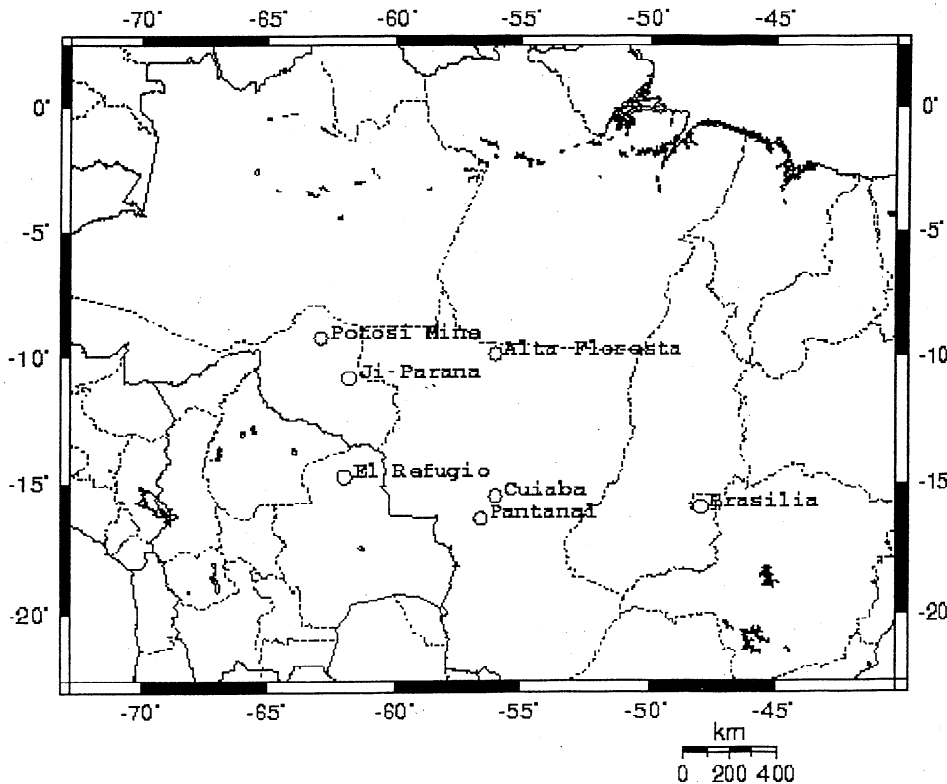 -70° -65° -60° -55° -50° -45°
0° 0°
-5° -5°
Potosi Mina
Alta Floresta
-10° -10°
Ji-Parana
El Refugio
-15° -15°
Cuiaba
Brasilia
Pantanal
-20° -20°
-70° -65° -60° -55° -50° -45°
km
0 200 400